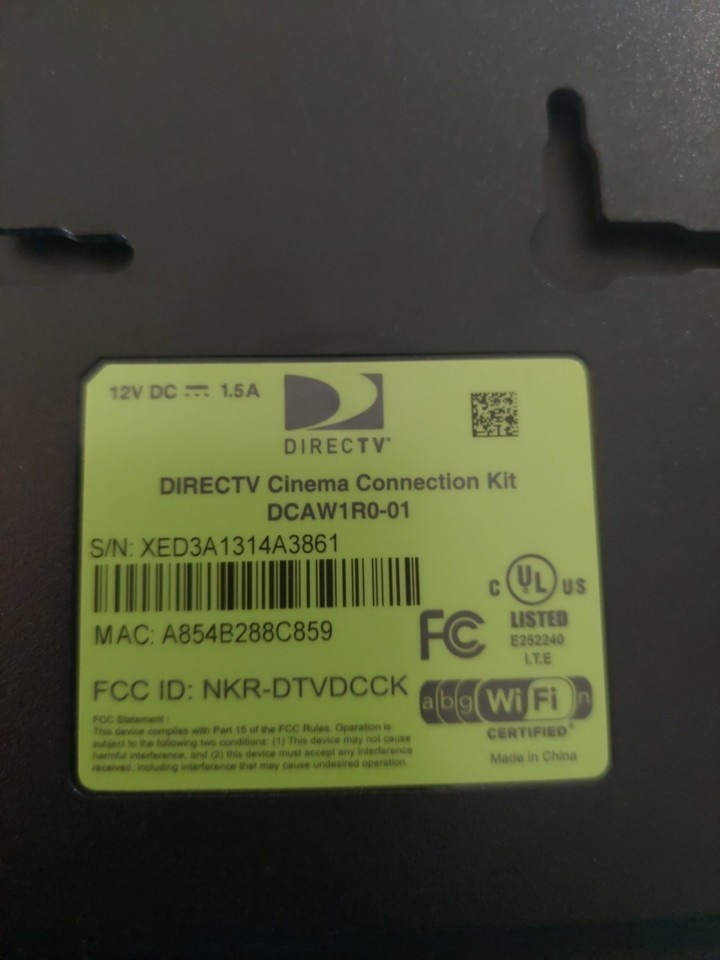 12V DC 1.5A
DIRECTV
DIRECTV Cinema Connection Kit
DCAW1R0-01
S/N: XED3A1314A3861
MAC: A854B288C859
FCC ID: NKR-DTVDCCK
FC
C UL US
LISTED
E252240
I.T.E
a b g Wi Fi n
CERTIFIED
Made in China
FCC Statement :
This device complies with Part 15 of the FCC Rules. Operation is
subject to the following two conditions: (1) This device may not cause
harmful interference, and (2) this device must accept any interference
received, including interference that may cause undesired operation.